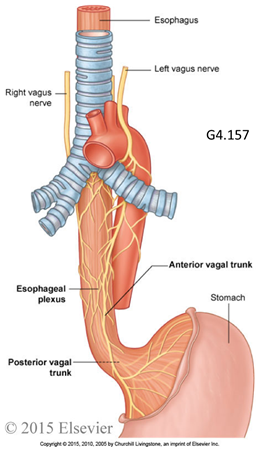 Esophagus
Left vagus nerve
Right vagus
nerve
G4.157
Anterior vagal trunk
Esophageal
plexus
Stomach
Posterior vagal
trunk
© 2015 Elsevier
Copyright © 2015, 2010, 2005 by Churchill Livingstone, an imprint of Elsevier Inc.